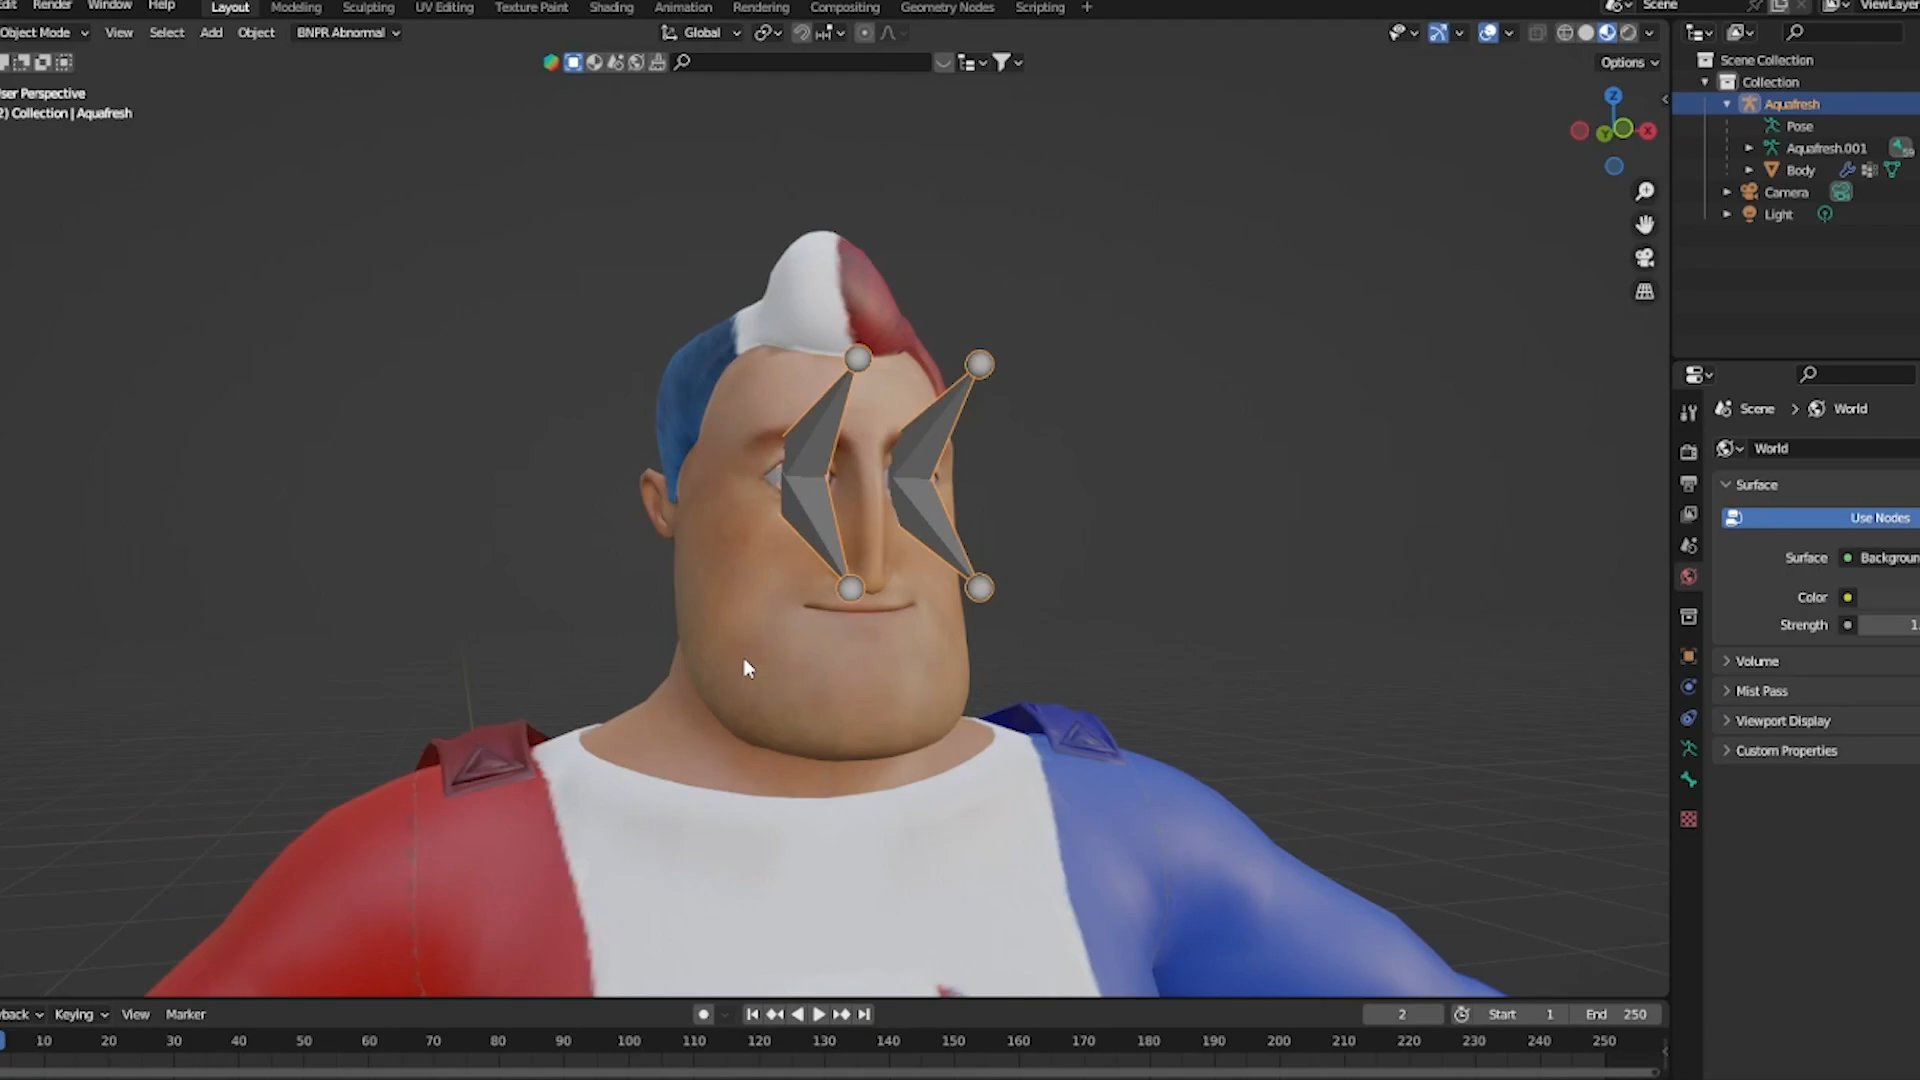 Edit Render Window Help Layout Modeling Sculpting UV Editing Texture Paint Shading Animation Rendering Compositing Geometry Nodes Scripting + Scene ViewLayer
Object Mode View Select Add Object BNPR Abnormal Global
Options
User Perspective
2) Collection | Aquafresh
Z
Y X
Scene Collection
Collection
Aquafresh
Pose
Aquafresh.001 59
Body
Camera
Light
Scene > World
World
Surface
Use Nodes
Surface Backgroun
Color
Strength 1.
Volume
Mist Pass
Viewport Display
Custom Properties
yback Keying View Marker 2 Start 1 End 250
10 20 30 40 50 60 70 80 90 100 110 120 130 140 150 160 170 180 190 200 210 220 230 240 250